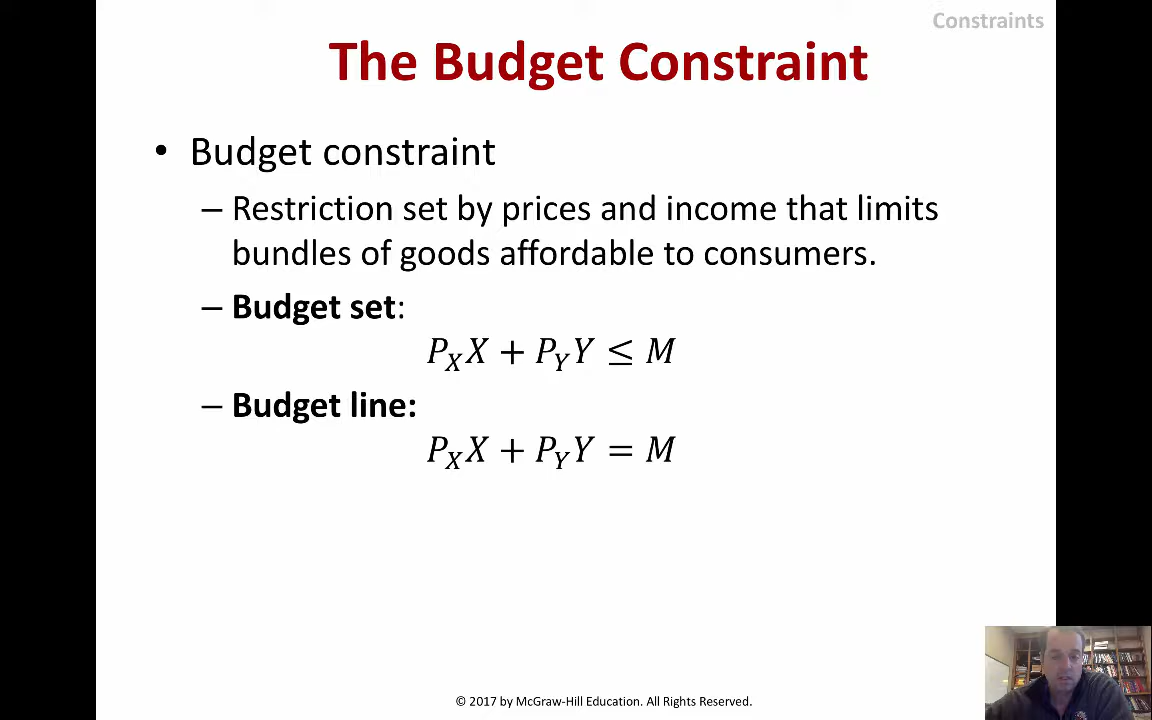 Constraints
The Budget Constraint
• Budget constraint
– Restriction set by prices and income that limits
bundles of goods affordable to consumers.
– Budget set:
P_X X + P_Y Y ≤ M
– Budget line:
P_X X + P_Y Y = M
© 2017 by McGraw-Hill Education. All Rights Reserved.